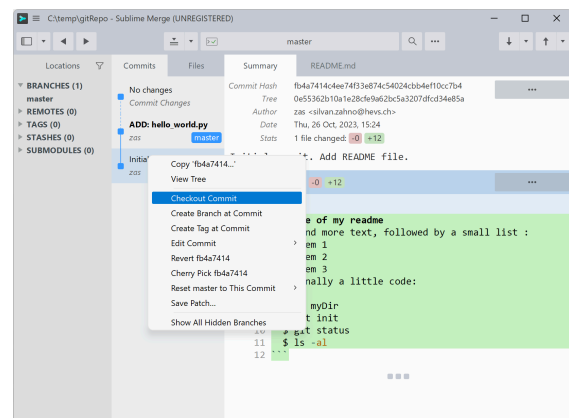 C:\temp\gitRepo - Sublime Merge (UNREGISTERED)
master
Locations
Commits
Files
Summary
README.md
BRANCHES (1)
master
REMOTES (0)
TAGS (0)
STASHES (0)
SUBMODULES (0)
No changes
Commit Changes
ADD: hello_world.py
zas
master
Initial
zas
Commit Hash fb4a7414c4ee74f33e874c54024cbb4ef10cc7b4
Tree 0e55362b10a1e28cfe9a62bc5a3207dfcd34e85a
Author zas <silvan.zahno@hevs.ch>
Date Thu, 26 Oct, 2023, 15:24
Stats 1 file changed: -0 +12
it. Add README file.
-0 +12
Copy 'fb4a7414...'
View Tree
Checkout Commit
Create Branch at Commit
Create Tag at Commit
Edit Commit
Revert fb4a7414
Cherry Pick fb4a7414
Reset master to This Commit
Save Patch...
Show All Hidden Branches
e of my readme
nd more text, followed by a small list :
em 1
em 2
em 3
nally a little code:
myDir
t init
10 $ git status
11 $ ls -al
12 ```